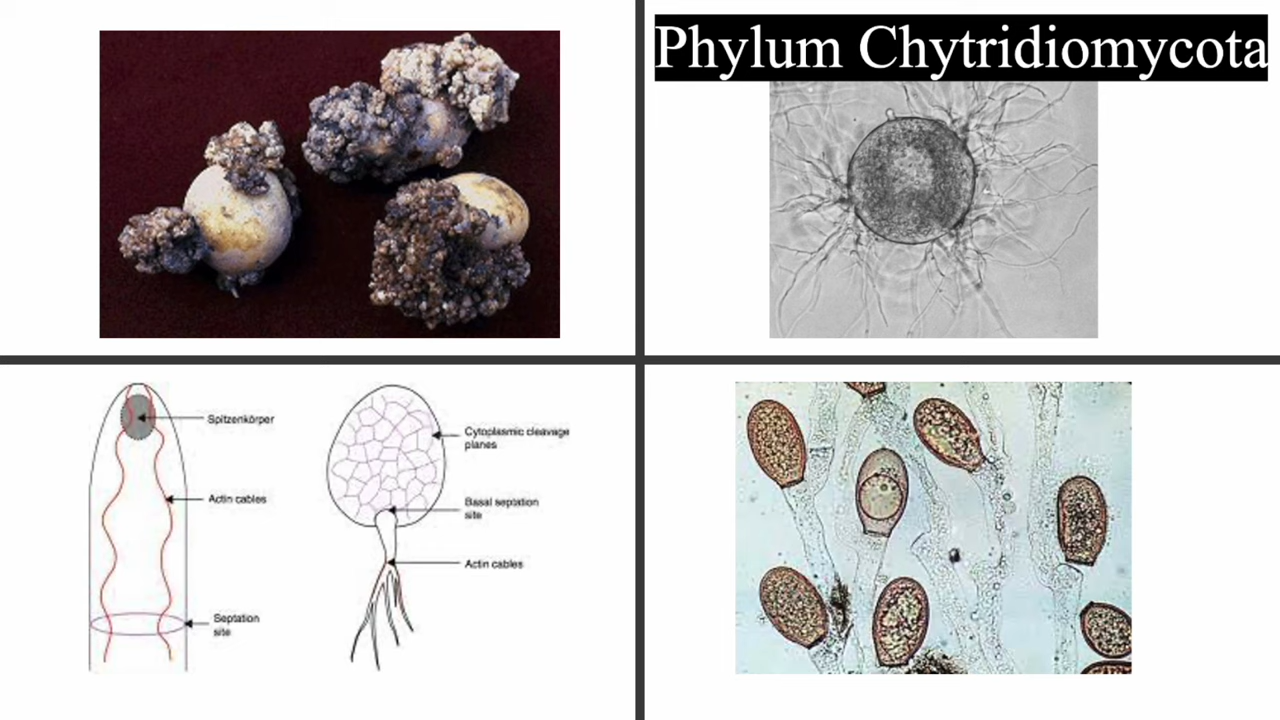 Phylum Chytridiomycota
Spitzenkörper
Actin cables
Septation
site
Cytoplasmic cleavage
planes
Basal septation
site
Actin cables